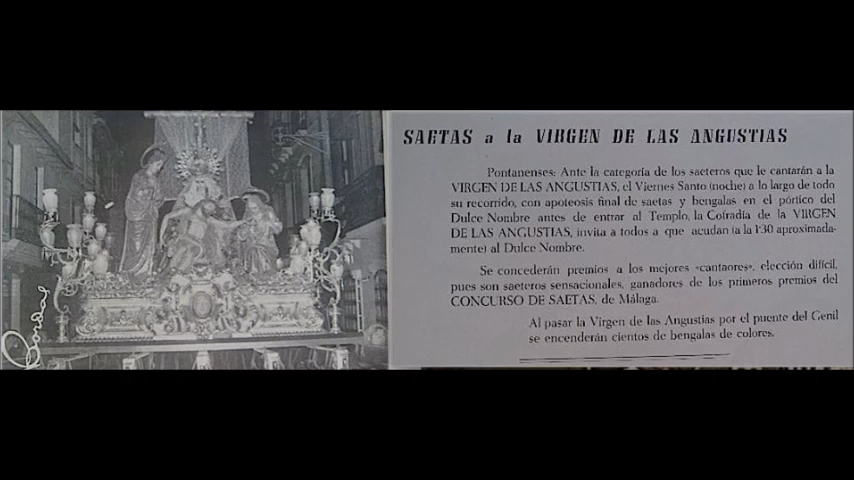 Bordas
SAETAS a la VIRGEN DE LAS ANGUSTIAS
Pontanenses: Ante la categoría de los saeteros que le cantarán a la
VIRGEN DE LAS ANGUSTIAS, el Viernes Santo (noche) a lo largo de todo
su recorrido, con apoteosis final de saetas y bengalas en el pórtico del
Dulce Nombre antes de entrar al Templo, la Cofradía de la VIRGEN
DE LAS ANGUSTIAS, invita a todos a que acudan (a la 1'30 aproximada-
mente) al Dulce Nombre.
Se concederán premios a los mejores «cantaores», elección difícil,
pues son saeteros sensacionales, ganadores de los primeros premios del
CONCURSO DE SAETAS, de Málaga.
Al pasar la Virgen de las Angustias por el puente del Genil
se encenderán cientos de bengalas de colores.